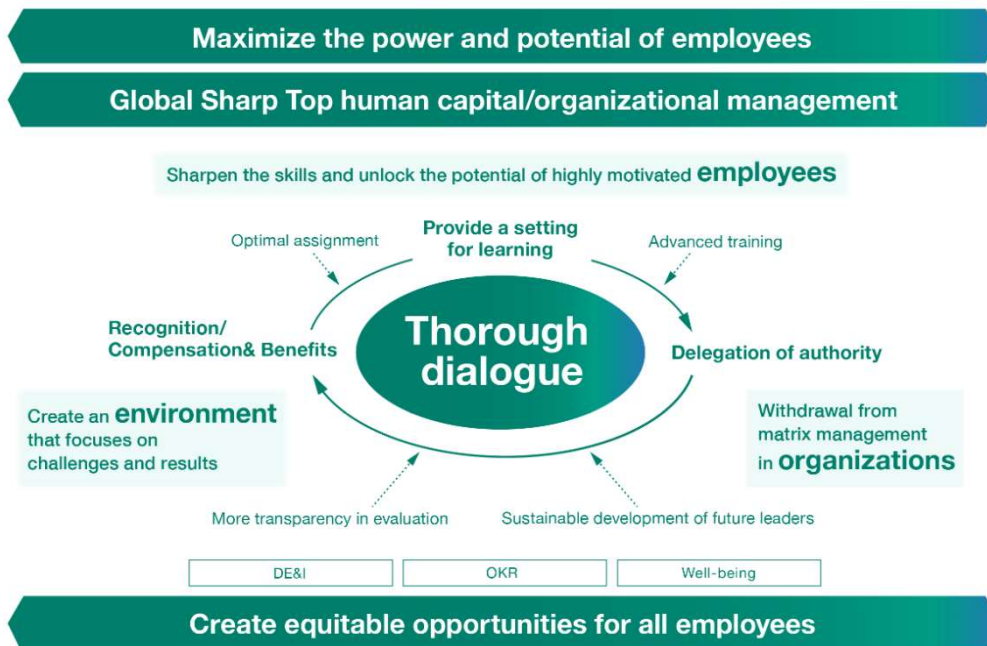 Maximize the power and potential of employees
Global Sharp Top human capital/organizational management
Sharpen the skills and unlock the potential of highly motivated employees
Optimal assignment
Provide a setting
for learning
Advanced training
Recognition/
Compensation& Benefits
Thorough
dialogue
Delegation of authority
Create an environment
that focuses on
challenges and results
Withdrawal from
matrix management
in organizations
More transparency in evaluation
Sustainable development of future leaders
DE&I
OKR
Well-being
Create equitable opportunities for all employees